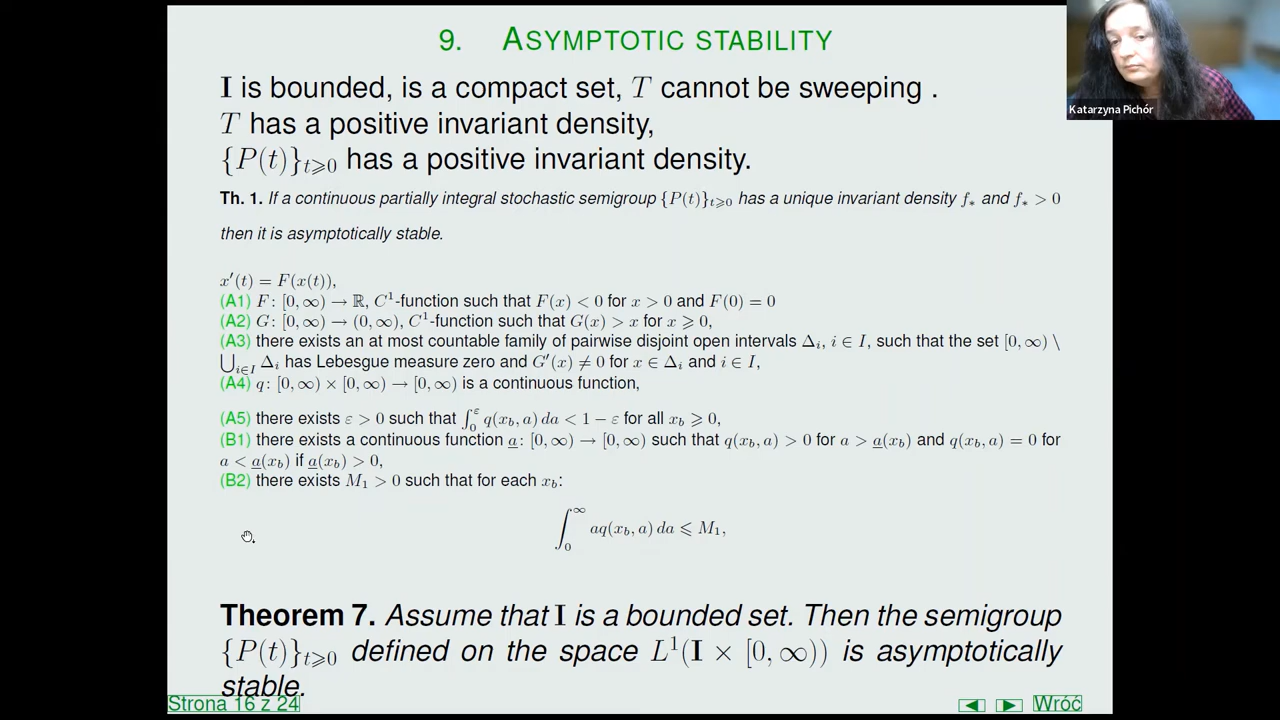 9. ASYMPTOTIC STABILITY
I is bounded, is a compact set, T cannot be sweeping .
T has a positive invariant density,
{P(t)}t⩾0 has a positive invariant density.
Th. 1. If a continuous partially integral stochastic semigroup {P(t)}t⩾0 has a unique invariant density f∗ and f∗ > 0
then it is asymptotically stable.
x′(t) = F(x(t)),
(A1) F: [0, ∞) → ℝ, C¹-function such that F(x) < 0 for x > 0 and F(0) = 0
(A2) G: [0, ∞) → (0, ∞), C¹-function such that G(x) > x for x ⩾ 0,
(A3) there exists an at most countable family of pairwise disjoint open intervals Δi, i ∈ I, such that the set [0, ∞) \
⋃i∈I Δi has Lebesgue measure zero and G′(x) ≠ 0 for x ∈ Δi and i ∈ I,
(A4) q: [0, ∞) × [0, ∞) → [0, ∞) is a continuous function,
(A5) there exists ε > 0 such that ∫₀^ε q(xb, a) da < 1 − ε for all xb ⩾ 0,
(B1) there exists a continuous function a̲: [0, ∞) → [0, ∞) such that q(xb, a) > 0 for a > a̲(xb) and q(xb, a) = 0 for
a < a̲(xb) if a̲(xb) > 0,
(B2) there exists M₁ > 0 such that for each xb:
∫₀^∞ aq(xb, a) da ⩽ M₁,
Theorem 7. Assume that I is a bounded set. Then the semigroup
{P(t)}t⩾0 defined on the space L¹(I × [0, ∞)) is asymptotically
stable.
Strona 16 z 24
Wróć
Katarzyna Pichór